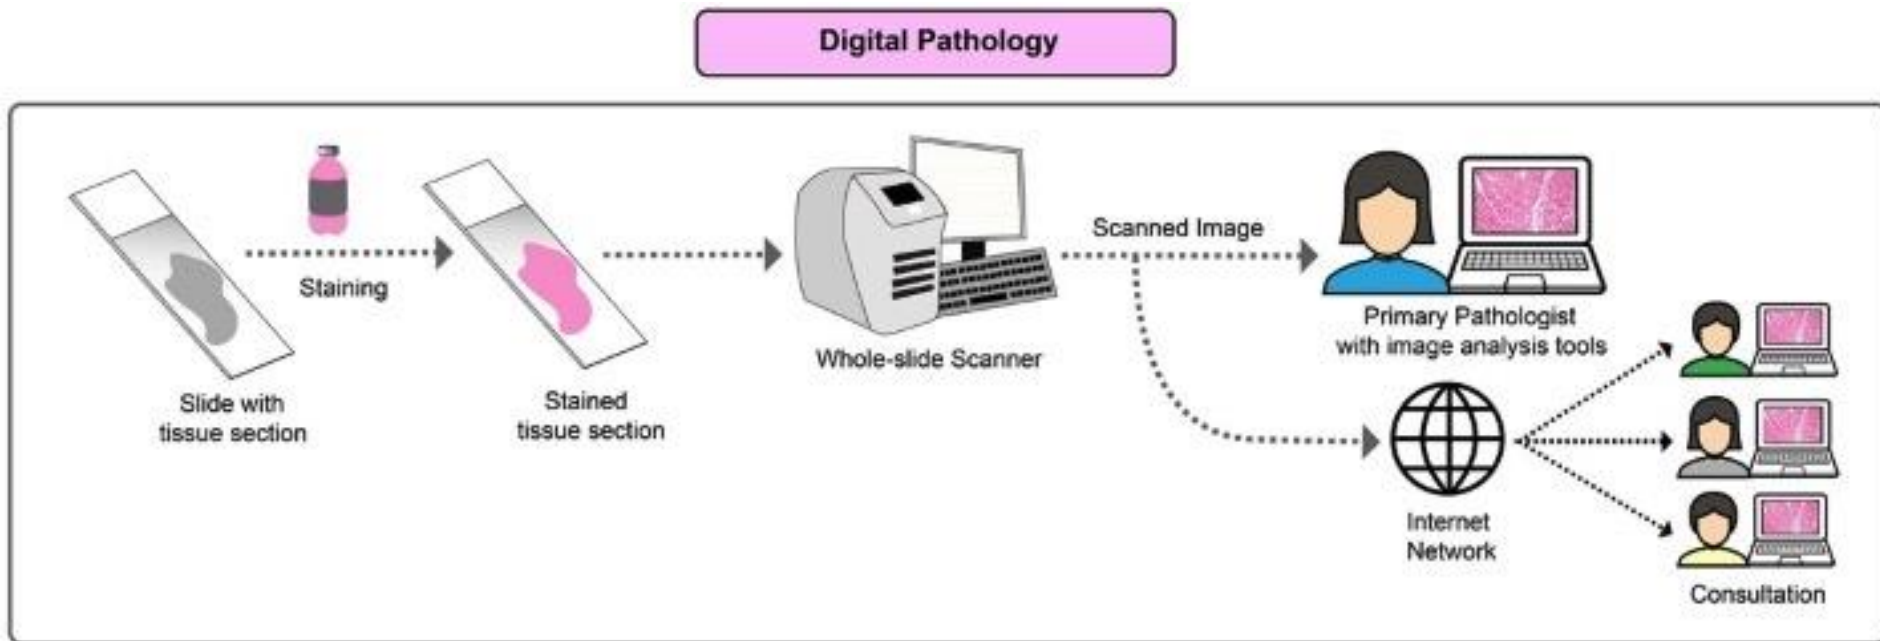 Digital Pathology
Staining
Scanned Image
Slide with
tissue section
Stained
tissue section
Whole-slide Scanner
Primary Pathologist
with image analysis tools
Internet
Network
Consultation